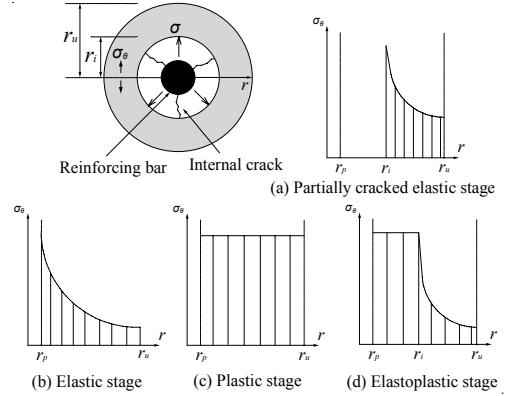 r_u
r_i
σ_θ
σ
r
Reinforcing bar
Internal crack
σ_θ
r
r_p
r_i
r_u
(a) Partially cracked elastic stage
σ_θ
r
r_p
r_u
(b) Elastic stage
σ_θ
r
r_p
r_u
(c) Plastic stage
σ_θ
r
r_p
r_i
r_u
(d) Elastoplastic stage